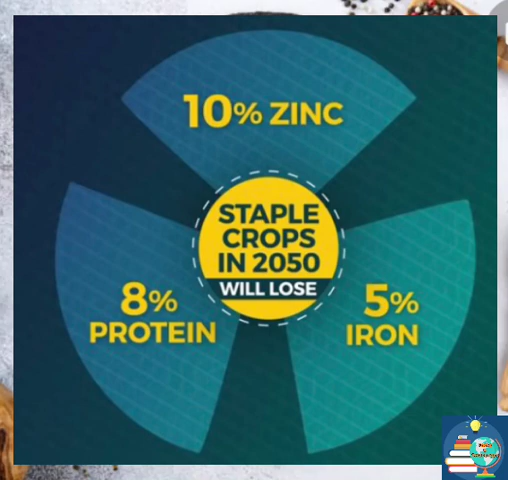 10% ZINC
STAPLE
CROPS
IN 2050
WILL LOSE
8%
PROTEIN
5%
IRON